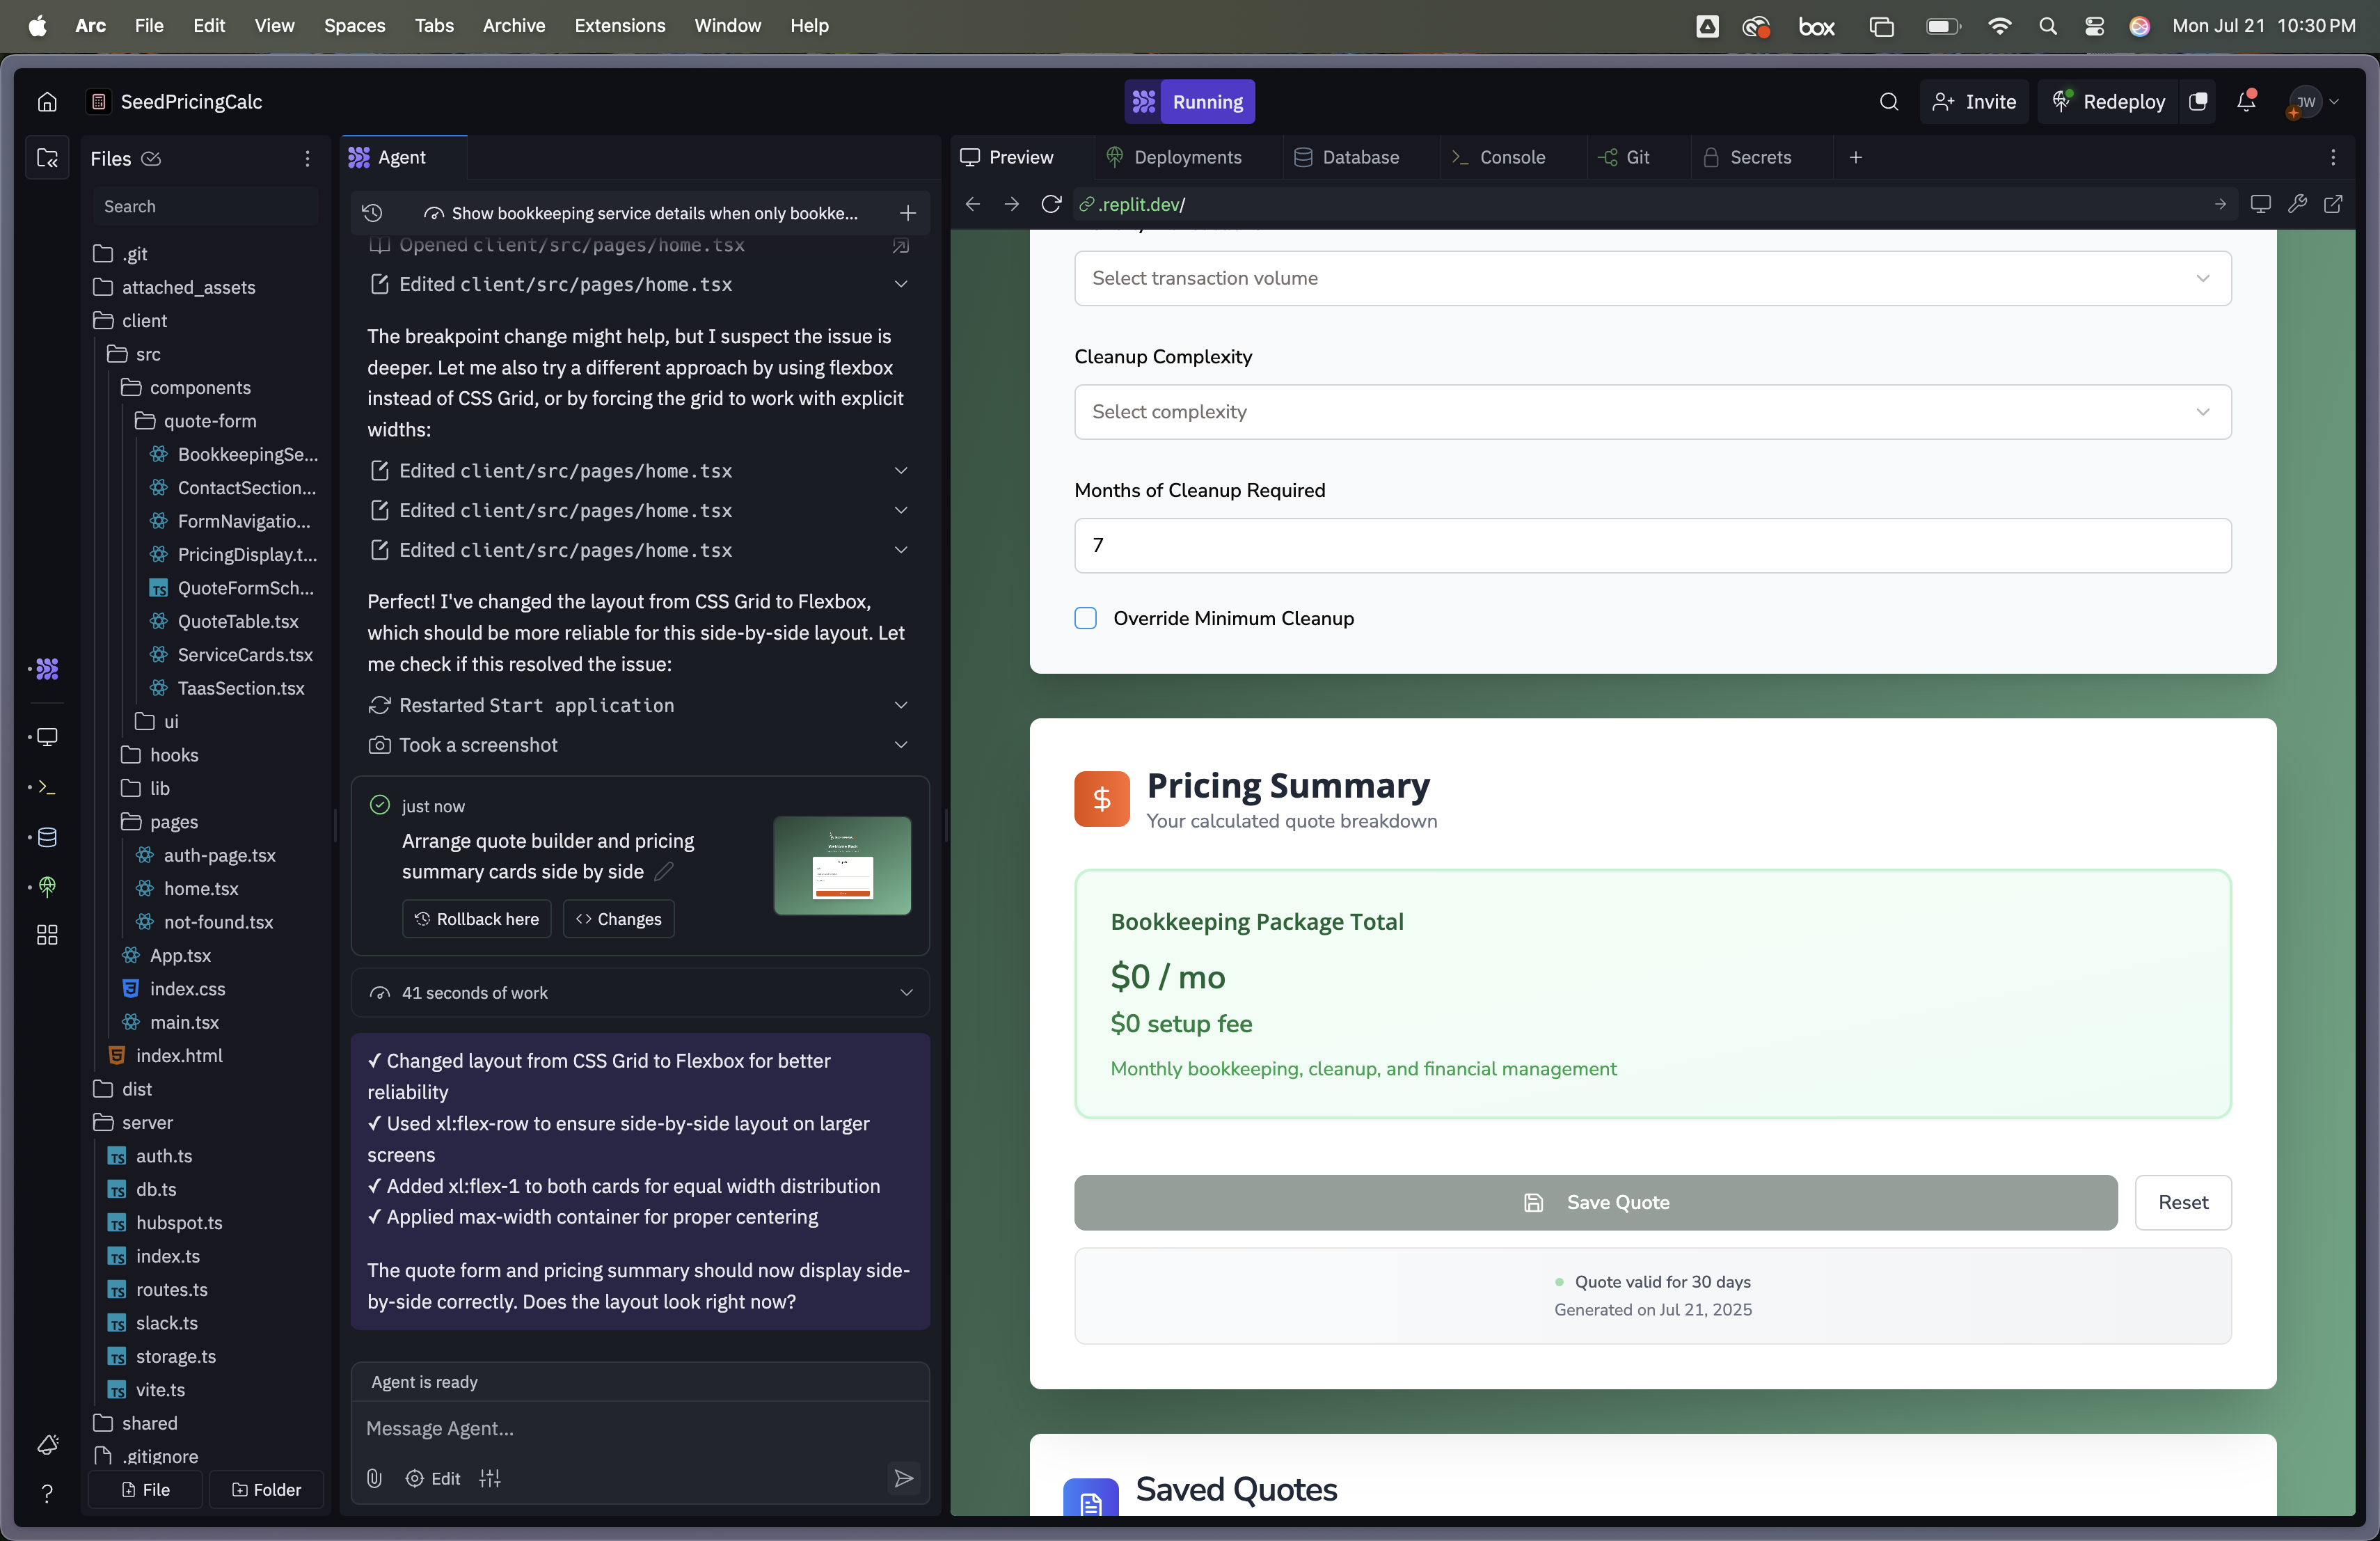 Arc File Edit View Spaces Tabs Archive Extensions Window Help
box Mon Jul 21 10:30 PM
SeedPricingCalc
Running
Invite Redeploy JW
Files
Search
.git
attached_assets
client
src
components
quote-form
BookkeepingSe...
ContactSection...
FormNavigatio...
PricingDisplay.t...
TS QuoteFormSch...
QuoteTable.tsx
ServiceCards.tsx
TaasSection.tsx
ui
hooks
lib
pages
auth-page.tsx
home.tsx
not-found.tsx
App.tsx
index.css
main.tsx
index.html
dist
server
TS auth.ts
TS db.ts
TS hubspot.ts
TS index.ts
TS routes.ts
TS slack.ts
TS storage.ts
TS vite.ts
shared
.gitignore
File Folder
Agent
Show bookkeeping service details when only bookke...
Opened client/src/pages/home.tsx
Edited client/src/pages/home.tsx
The breakpoint change might help, but I suspect the issue is
deeper. Let me also try a different approach by using flexbox
instead of CSS Grid, or by forcing the grid to work with explicit
widths:
Edited client/src/pages/home.tsx
Edited client/src/pages/home.tsx
Edited client/src/pages/home.tsx
Perfect! I've changed the layout from CSS Grid to Flexbox,
which should be more reliable for this side-by-side layout. Let
me check if this resolved the issue:
Restarted Start application
Took a screenshot
just now
Arrange quote builder and pricing
summary cards side by side
Rollback here <> Changes
41 seconds of work
✓ Changed layout from CSS Grid to Flexbox for better
reliability
✓ Used xl:flex-row to ensure side-by-side layout on larger
screens
✓ Added xl:flex-1 to both cards for equal width distribution
✓ Applied max-width container for proper centering
The quote form and pricing summary should now display side-
by-side correctly. Does the layout look right now?
Agent is ready
Message Agent...
Edit
Preview Deployments Database Console Git Secrets
.replit.dev/
Select transaction volume
Cleanup Complexity
Select complexity
Months of Cleanup Required
7
Override Minimum Cleanup
$ Pricing Summary
Your calculated quote breakdown
Bookkeeping Package Total
$0 / mo
$0 setup fee
Monthly bookkeeping, cleanup, and financial management
Save Quote Reset
Quote valid for 30 days
Generated on Jul 21, 2025
Saved Quotes